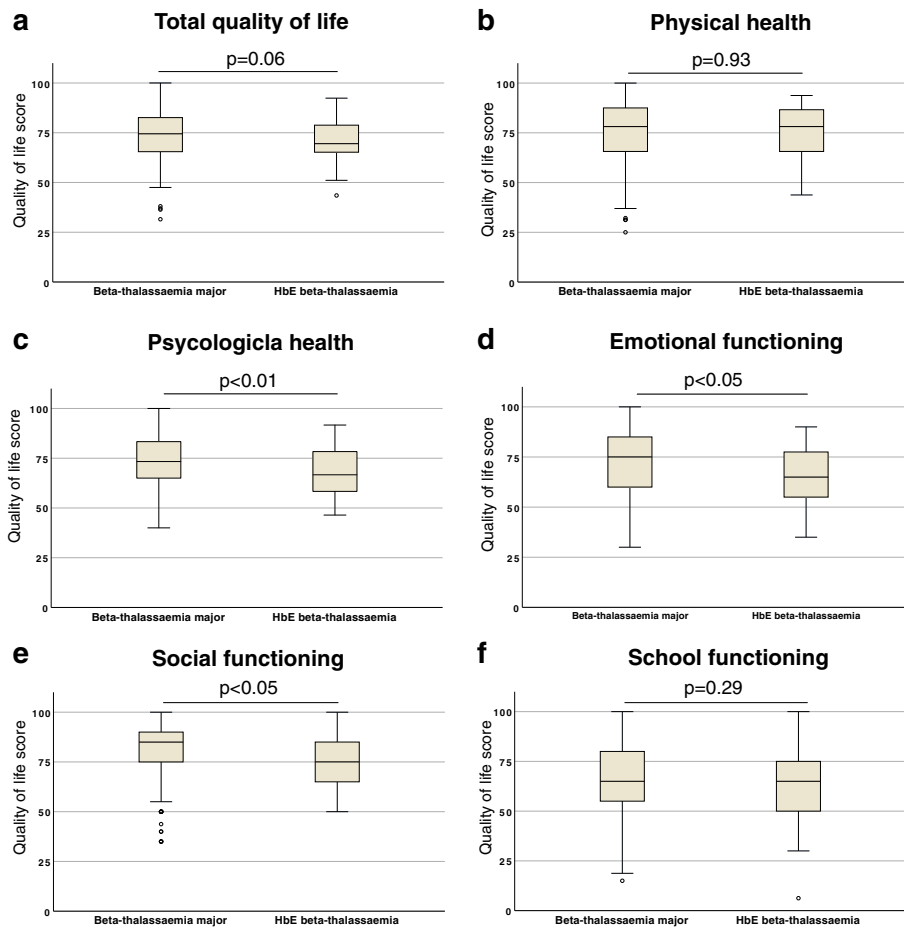 a Total quality of life
p=0.06
Quality of life score
100
75
50
25
0
Beta-thalassaemia major HbE beta-thalassaemia
b Physical health
p=0.93
Quality of life score
100
75
50
25
0
Beta-thalassaemia major HbE beta-thalassaemia
c Psycologicla health
p<0.01
Quality of life score
100
75
50
25
0
Beta-thalassaemia major HbE beta-thalassaemia
d Emotional functioning
p<0.05
Quality of life score
100
75
50
25
0
Beta-thalassaemia major HbE beta-thalassaemia
e Social functioning
p<0.05
Quality of life score
100
75
50
25
0
Beta-thalassaemia major HbE beta-thalassaemia
f School functioning
p=0.29
Quality of life score
100
75
50
25
0
Beta-thalassaemia major HbE beta-thalassaemia